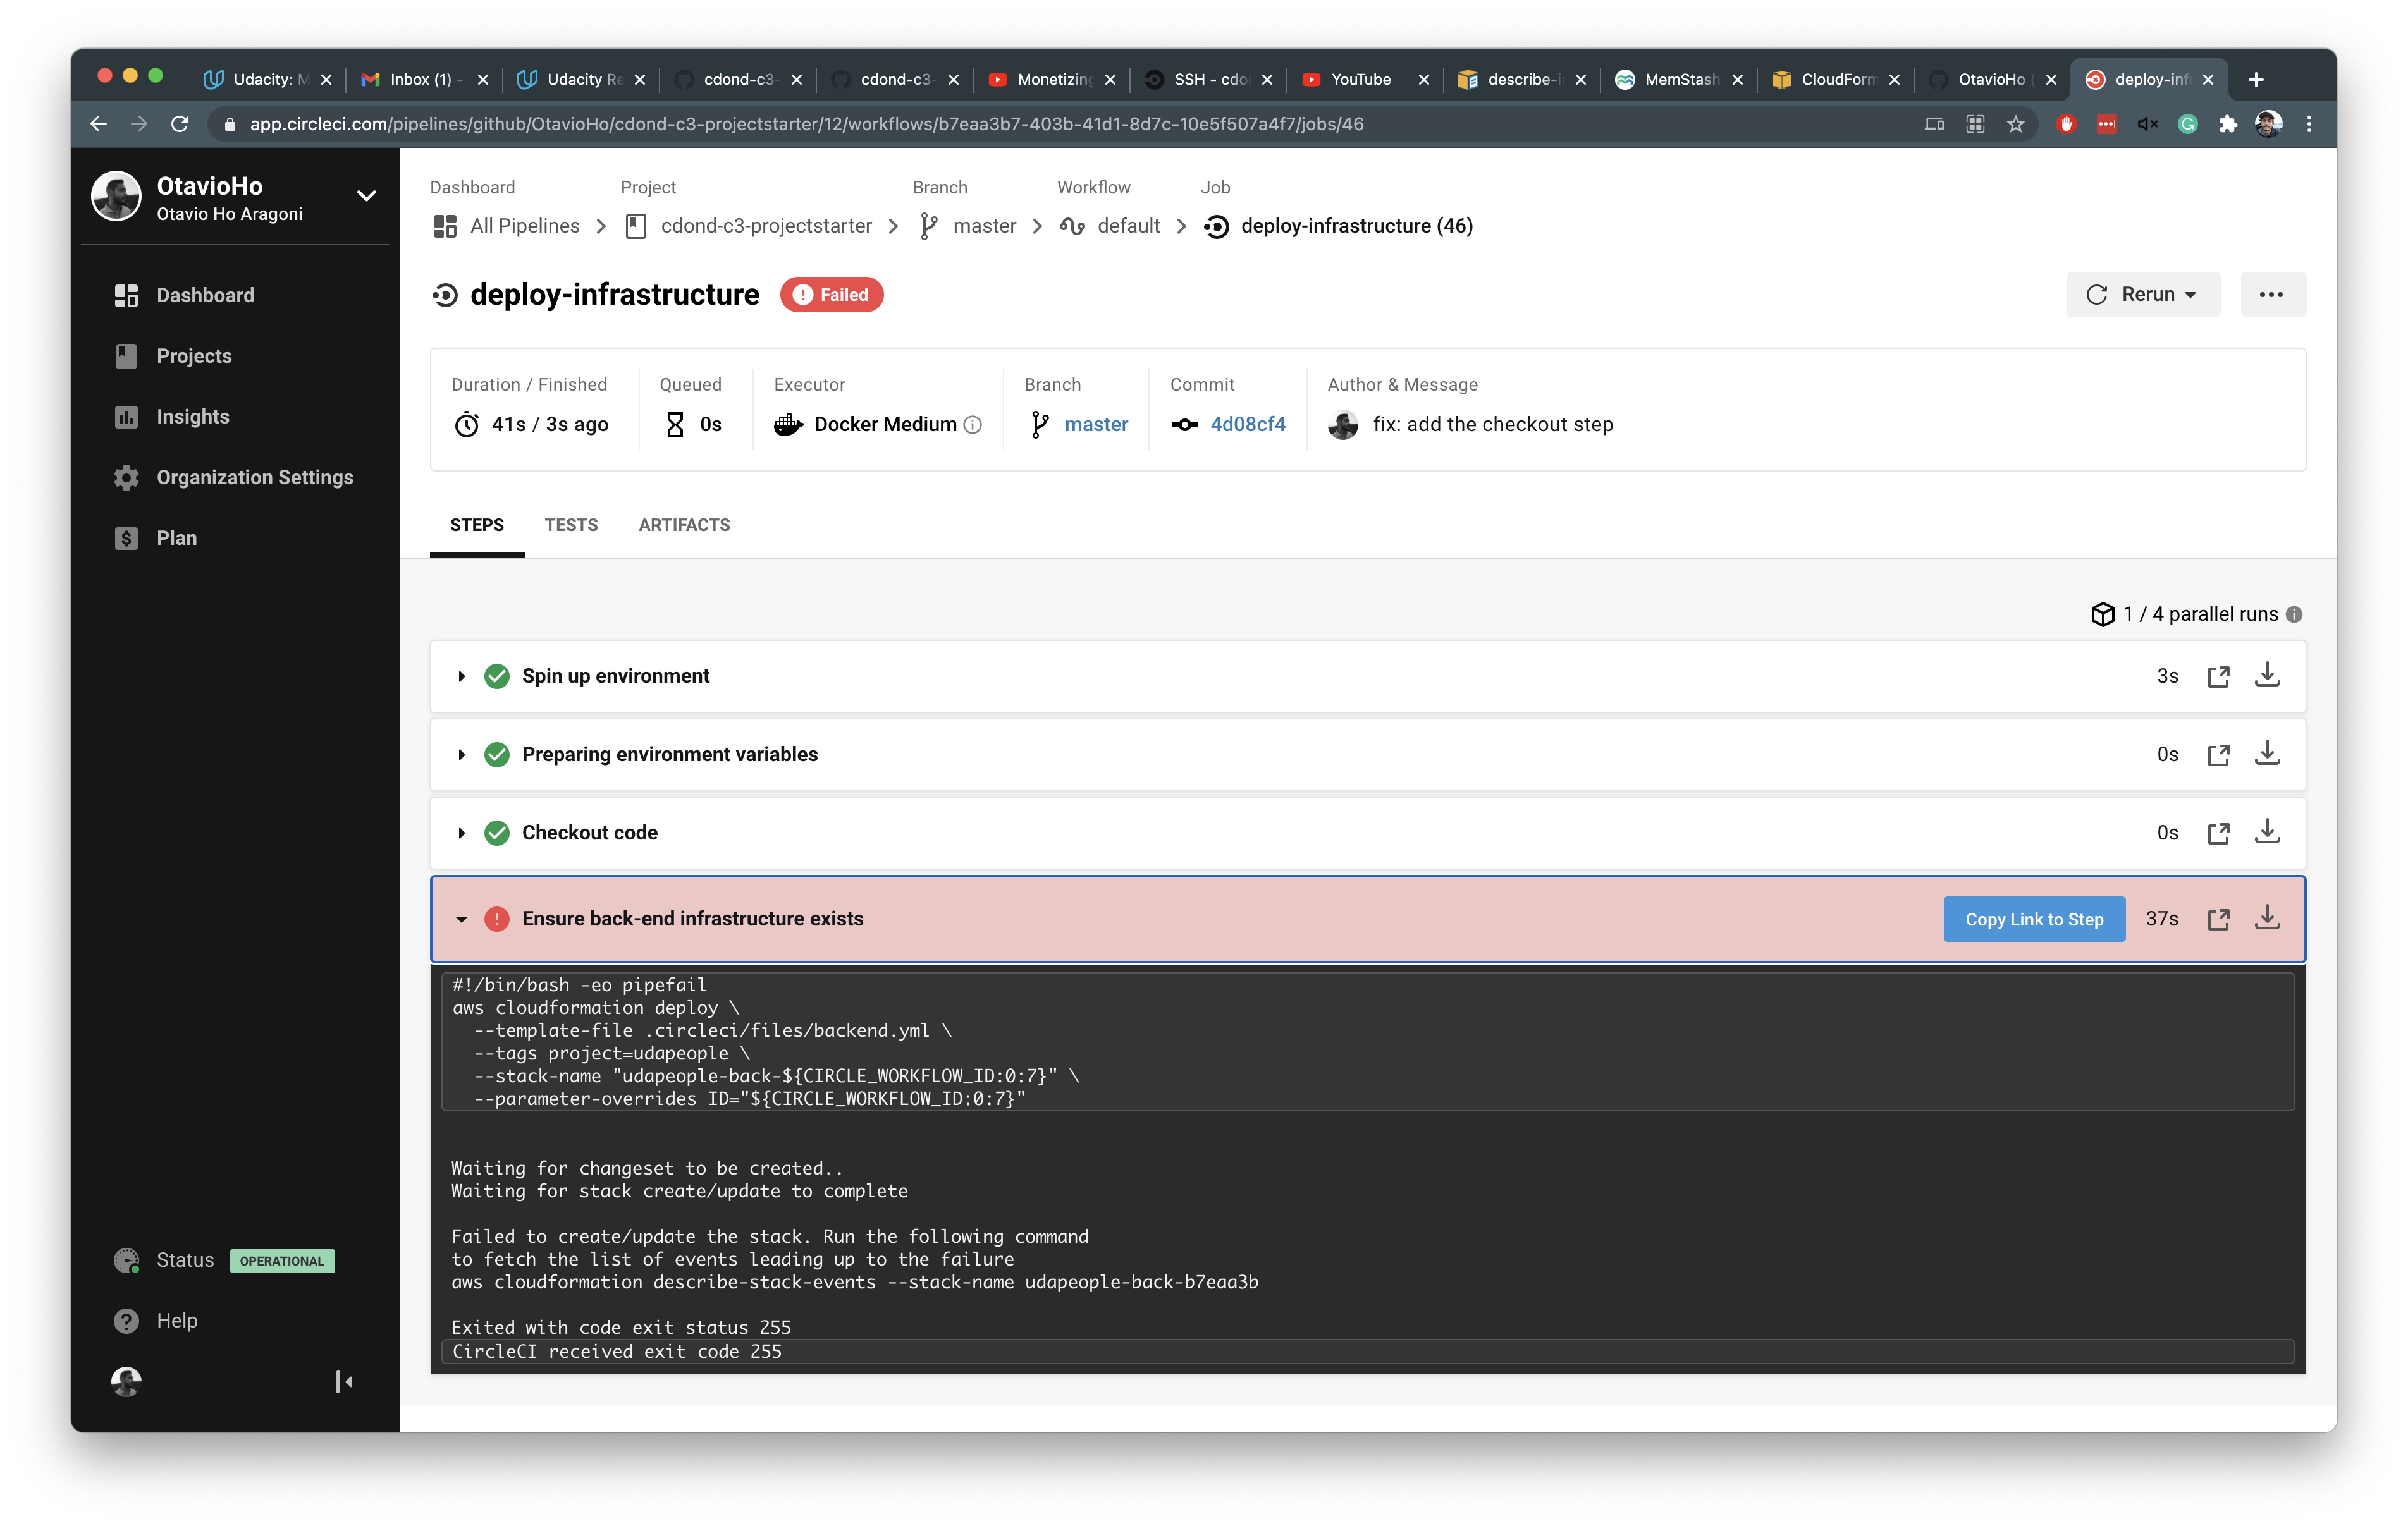 Udacity: M
Inbox (1) -
Udacity Re
cdond-c3-
cdond-c3-
Monetizing
SSH - cdo
YouTube
describe-i
MemStash
CloudForm
OtavioHo (
deploy-inf
app.circleci.com/pipelines/github/OtavioHo/cdond-c3-projectstarter/12/workflows/b7eaa3b7-403b-41d1-8d7c-10e5f507a4f7/jobs/46
OtavioHo
Otavio Ho Aragoni
Dashboard
Projects
Insights
Organization Settings
Plan
Status OPERATIONAL
Help
Dashboard Project Branch Workflow Job
All Pipelines cdond-c3-projectstarter master default deploy-infrastructure (46)
deploy-infrastructure Failed
Rerun
Duration / Finished Queued Executor Branch Commit Author & Message
41s / 3s ago 0s Docker Medium master 4d08cf4 fix: add the checkout step
STEPS TESTS ARTIFACTS
1 / 4 parallel runs
Spin up environment 3s
Preparing environment variables 0s
Checkout code 0s
Ensure back-end infrastructure exists Copy Link to Step 37s
#!/bin/bash -eo pipefail
aws cloudformation deploy \
--template-file .circleci/files/backend.yml \
--tags project=udapeople \
--stack-name "udapeople-back-${CIRCLE_WORKFLOW_ID:0:7}" \
--parameter-overrides ID="${CIRCLE_WORKFLOW_ID:0:7}"
Waiting for changeset to be created..
Waiting for stack create/update to complete
Failed to create/update the stack. Run the following command
to fetch the list of events leading up to the failure
aws cloudformation describe-stack-events --stack-name udapeople-back-b7eaa3b
Exited with code exit status 255
CircleCI received exit code 255